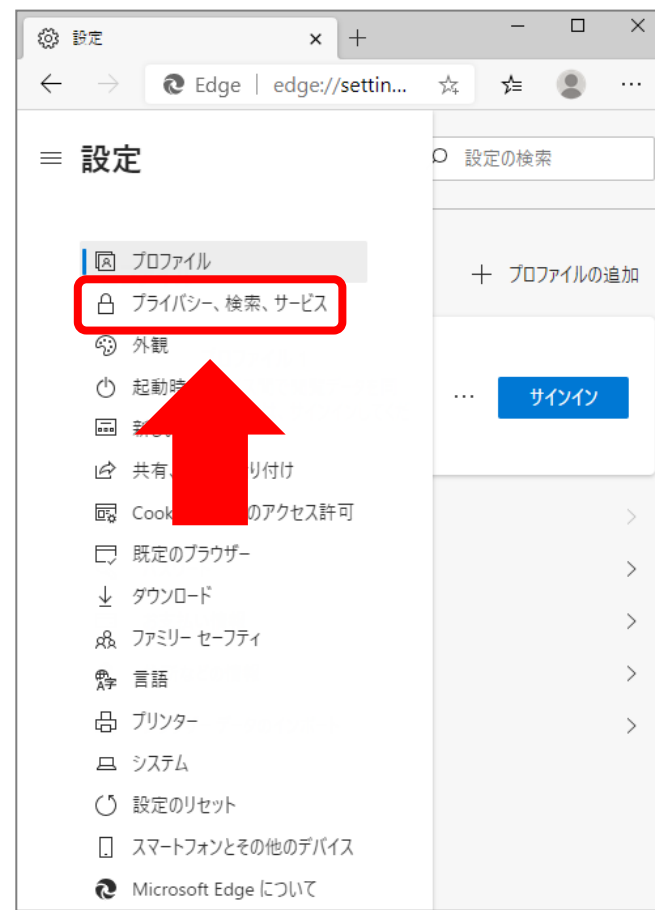 設定
Edge | edge://settin...
設定
設定の検索
プロファイル
プロファイルの追加
プライバシー、検索、サービス
外観
起動時
サインイン
共有、
り付け
Cook
のアクセス許可
既定のブラウザー
ダウンロード
ファミリー セーフティ
言語
プリンター
システム
設定のリセット
スマートフォンとその他のデバイス
Microsoft Edge について